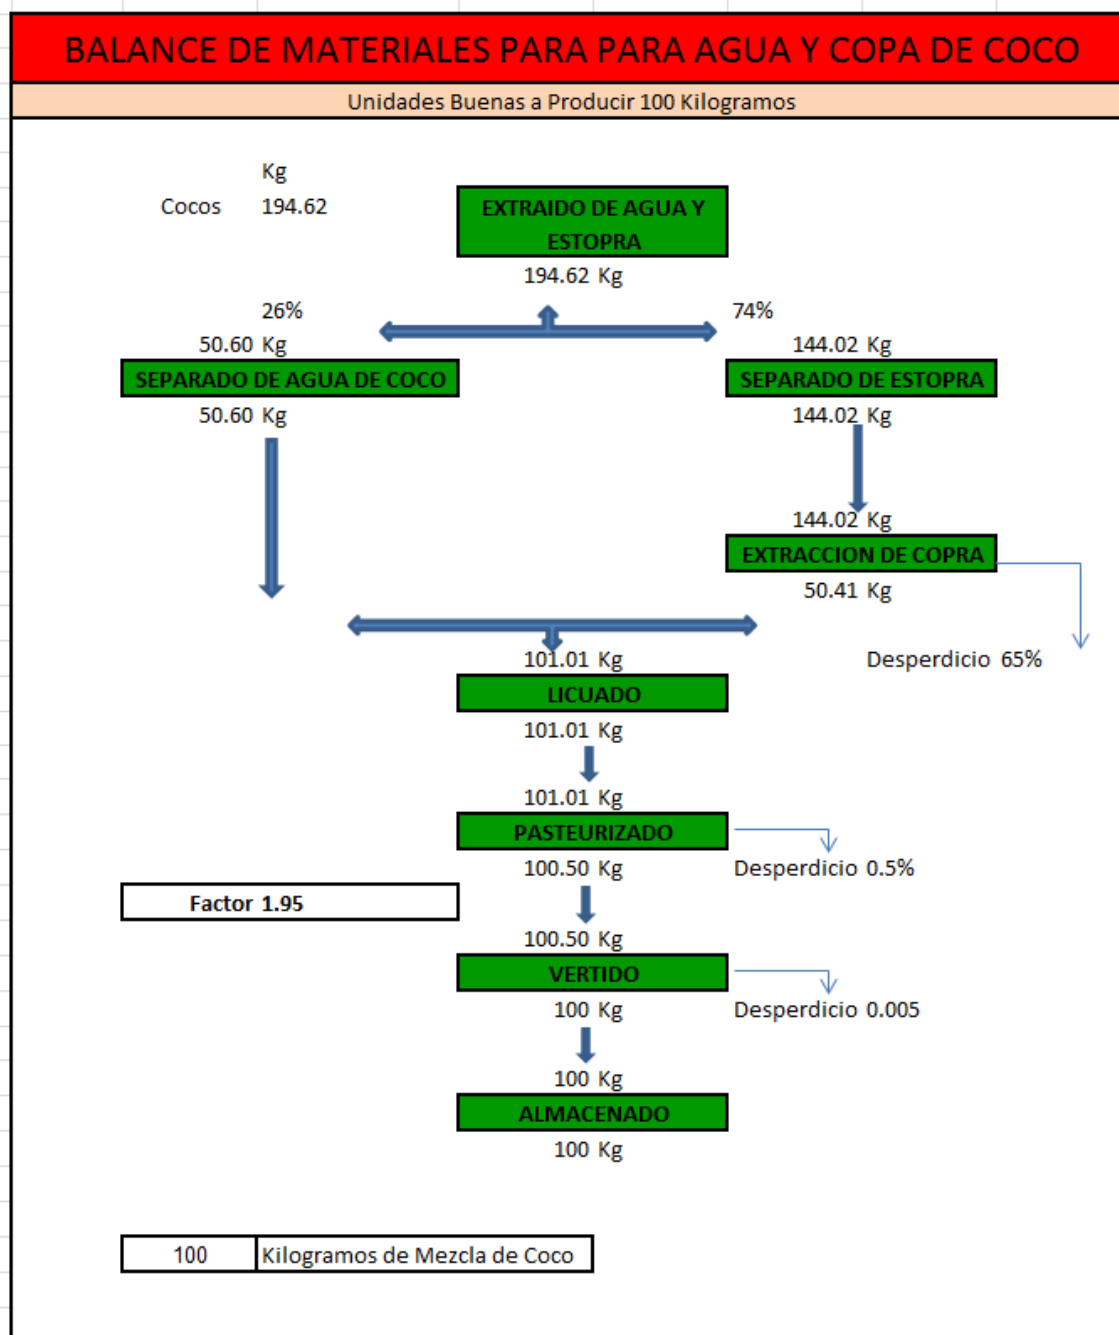 BALANCE DE MATERIALES PARA PARA AGUA Y COPA DE COCO
Unidades Buenas a Producir 100 Kilogramos
Kg
Cocos 194.62
EXTRAIDO DE AGUA Y
ESTOPRA
194.62 Kg
26% 74%
50.60 Kg 144.02 Kg
SEPARADO DE AGUA DE COCO SEPARADO DE ESTOPRA
50.60 Kg 144.02 Kg
144.02 Kg
EXTRACCION DE COPRA
50.41 Kg
101.01 Kg Desperdicio 65%
LICUADO
101.01 Kg
101.01 Kg
PASTEURIZADO
100.50 Kg Desperdicio 0.5%
Factor 1.95
100.50 Kg
VERTIDO
100 Kg Desperdicio 0.005
100 Kg
ALMACENADO
100 Kg
100 Kilogramos de Mezcla de Coco